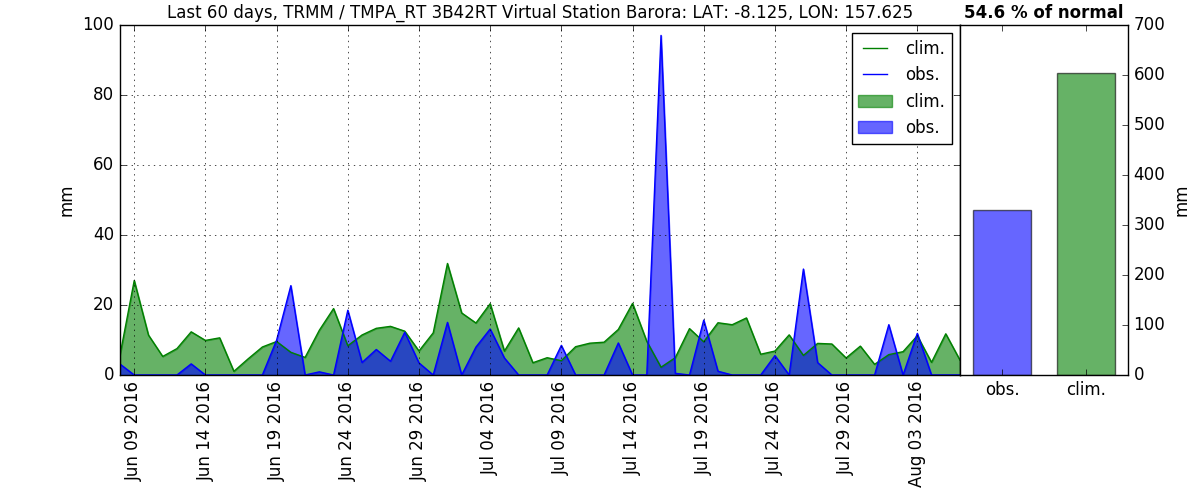 Last 60 days, TRMM / TMPA_RT 3B42RT Virtual Station Barora: LAT: -8.125, LON: 157.625
54.6 % of normal
100
80
60
40
20
0
mm
clim.
obs.
clim.
obs.
Jun 09 2016
Jun 14 2016
Jun 19 2016
Jun 24 2016
Jun 29 2016
Jul 04 2016
Jul 09 2016
Jul 14 2016
Jul 19 2016
Jul 24 2016
Jul 29 2016
Aug 03 2016
700
600
500
400
300
200
100
0
mm
obs.
clim.